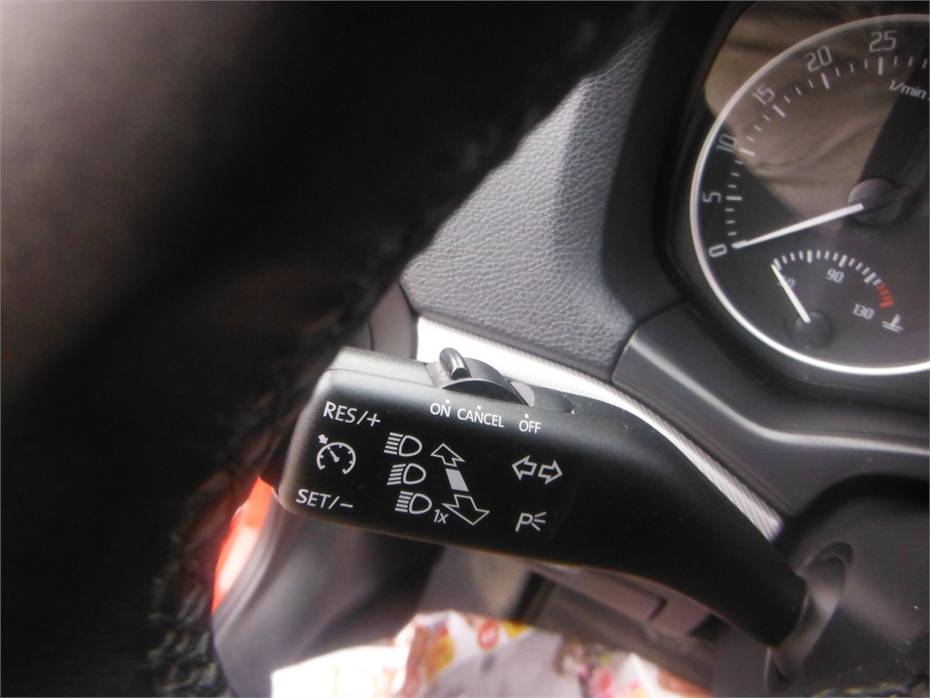 25
20
1/min
15
10
5
0
90
130
ON CANCEL OFF
RES/+
SET/-
1x
P